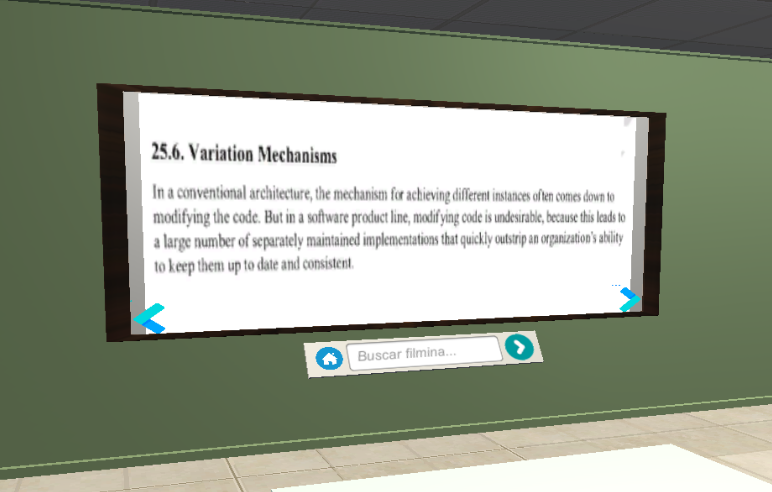 25.6. Variation Mechanisms
In a conventional architecture, the mechanism for achieving different instances often comes down to
modifying the code. But in a software product line, modifying code is undesirable, because this leads to
a large number of separately maintained implementations that quickly outstrip an organization's ability
to keep them up to date and consistent.
...
Buscar filmina...